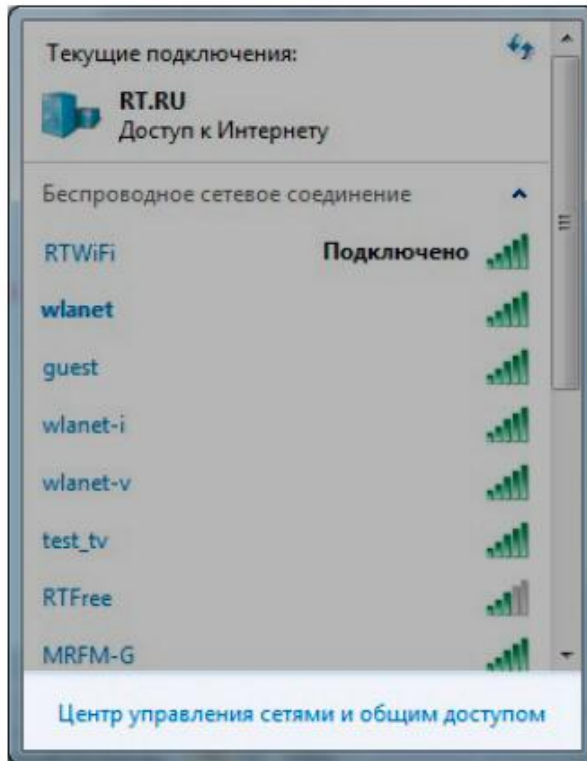 Текущие подключения:
RT.RU
Доступ к Интернету
Беспроводное сетевое соединение
RTWiFi Подключено
wlanet
guest
wlanet-i
wlanet-v
test_tv
RTFree
MRFM-G
Центр управления сетями и общим доступом